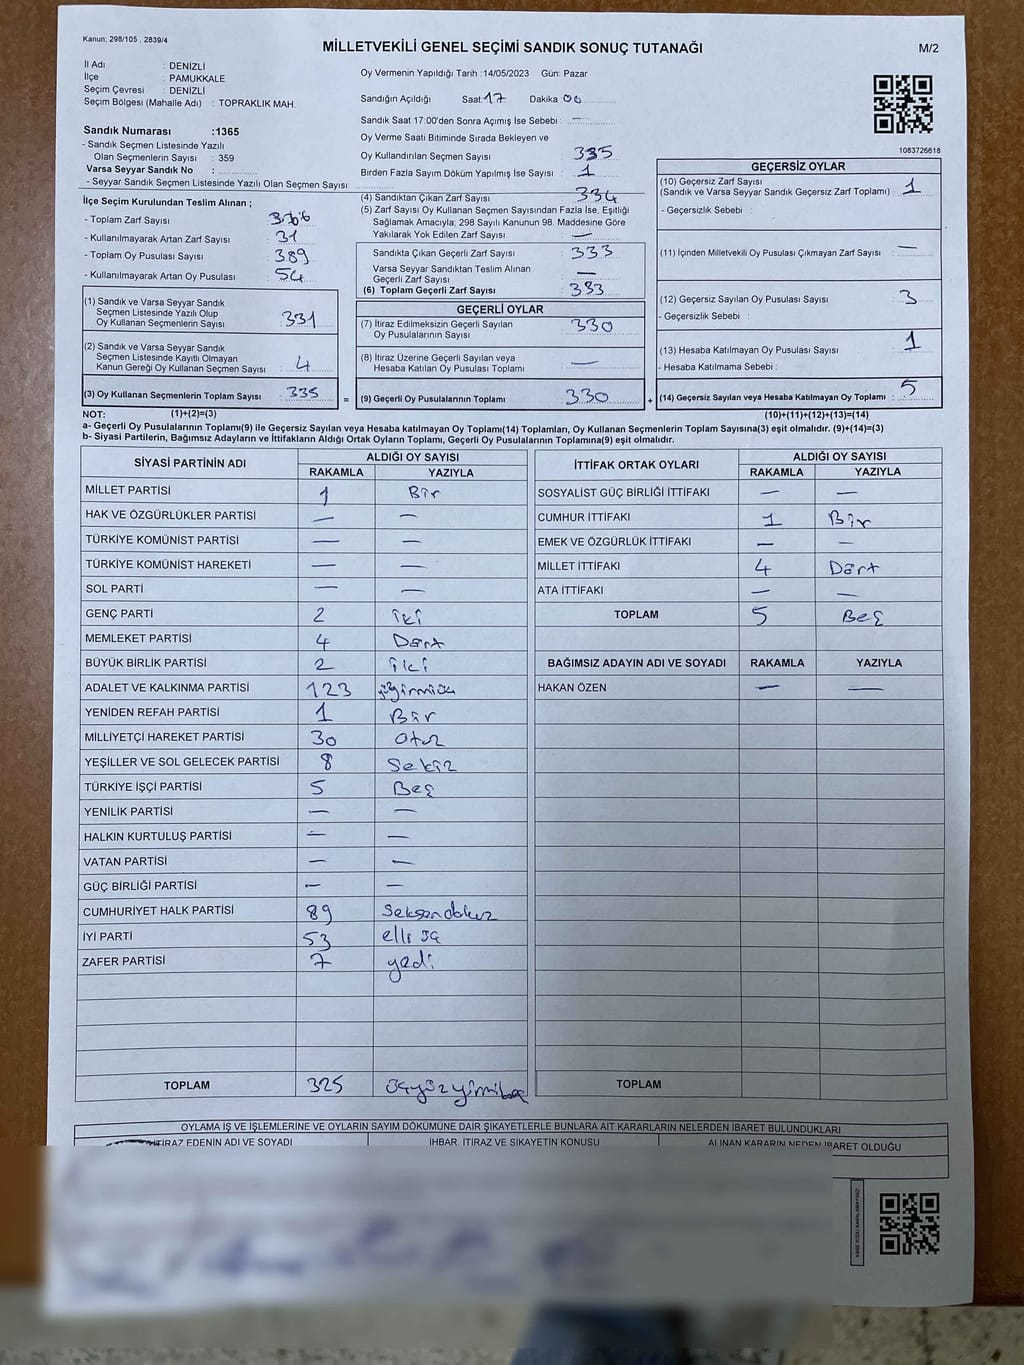 Kanun; 298/105 , 2839/4
MİLLETVEKİLİ GENEL SEÇİMİ SANDIK SONUÇ TUTANAĞI
M/2
İl Adı : DENİZLİ
İlçe : PAMUKKALE
Seçim Çevresi : DENİZLİ
Seçim Bölgesi (Mahalle Adı) : TOPRAKLIK MAH.
Sandık Numarası :1365
- Sandık Seçmen Listesinde Yazılı
Olan Seçmenlerin Sayısı : 359
Varsa Seyyar Sandık No :
- Seyyar Sandık Seçmen Listesinde Yazılı Olan Seçmen Sayısı :
İlçe Seçim Kurulundan Teslim Alınan ;
- Toplam Zarf Sayısı :
- Kullanılmayarak Artan Zarf Sayısı : 31
- Toplam Oy Pusulası Sayısı : 389
- Kullanılmayarak Artan Oy Pusulası : 54
(1) Sandık ve Varsa Seyyar Sandık
Seçmen Listesinde Yazılı Olup
Oy Kullanan Seçmenlerin Sayısı : 331
(2) Sandık ve Varsa Seyyar Sandık
Seçmen Listesinde Kayıtlı Olmayan
Kanun Gereği Oy Kullanan Seçmen Sayısı : 4
(3) Oy Kullanan Seçmenlerin Toplam Sayısı : 335
Oy Vermenin Yapıldığı Tarih :14/05/2023 Gün: Pazar
Sandığın Açıldığı Saat:17 Dakika 00
Sandık Saat 17:00'den Sonra Açımış İse Sebebi : —
Oy Verme Saati Bitiminde Sırada Bekleyen ve
Oy Kullandırılan Seçmen Sayısı : 335
Birden Fazla Sayım Döküm Yapılmış İse Sayısı : 1
(4) Sandıktan Çıkan Zarf Sayısı : 334
(5) Zarf Sayısı Oy Kullanan Seçmen Sayısından Fazla İse, Eşitliği
Sağlamak Amacıyla, 298 Sayılı Kanunun 98. Maddesine Göre
Yakılarak Yok Edilen Zarf Sayısı : —
Sandıkta Çıkan Geçerli Zarf Sayısı : 333
Varsa Seyyar Sandıktan Teslim Alınan
Geçerli Zarf Sayısı : —
(6) Toplam Geçerli Zarf Sayısı : 333
GEÇERLİ OYLAR
(7) İtiraz Edilmeksizin Geçerli Sayılan
Oy Pusulalarının Sayısı : 330
(8) İtiraz Üzerine Geçerli Sayılan veya
Hesaba Katılan Oy Pusulası Toplamı : —
= (9) Geçerli Oy Pusulalarının Toplamı : 330 +
1083726618
GEÇERSİZ OYLAR
(10) Geçersiz Zarf Sayısı
(Sandık ve Varsa Seyyar Sandık Geçersiz Zarf Toplamı) : 1
- Geçersizlik Sebebi :
(11) İçinden Milletvekili Oy Pusulası Çıkmayan Zarf Sayısı : —
(12) Geçersiz Sayılan Oy Pusulası Sayısı : 3
- Geçersizlik Sebebi :
(13) Hesaba Katılmayan Oy Pusulası Sayısı : 1
- Hesaba Katılmama Sebebi :
(14) Geçersiz Sayılan veya Hesaba Katılmayan Oy Toplamı : 5
NOT: (1)+(2)=(3) (10)+(11)+(12)+(13)=(14)
a- Geçerli Oy Pusulalarının Toplamı(9) ile Geçersiz Sayılan veya Hesaba katılmayan Oy Toplamı(14) Toplamları, Oy Kullanan Seçmenlerin Toplam Sayısına(3) eşit olmalıdır. (9)+(14)=(3)
b- Siyasi Partilerin, Bağımsız Adayların ve İttifakların Aldığı Ortak Oyların Toplamı, Geçerli Oy Pusulalarının Toplamına(9) eşit olmalıdır.
SİYASİ PARTİNİN ADI ALDIĞI OY SAYISI
RAKAMLA YAZIYLA
MİLLET PARTİSİ 1 Bir
HAK VE ÖZGÜRLÜKLER PARTİSİ — —
TÜRKİYE KOMÜNİST PARTİSİ — —
TÜRKİYE KOMÜNİST HAREKETİ — —
SOL PARTİ — —
GENÇ PARTİ 2 iki
MEMLEKET PARTİSİ 4 Dört
BÜYÜK BİRLİK PARTİSİ 2 iki
ADALET VE KALKINMA PARTİSİ 123
YENİDEN REFAH PARTİSİ 1 Bir
MİLLİYETÇİ HAREKET PARTİSİ 30 Otuz
YEŞİLLER VE SOL GELECEK PARTİSİ 8 Sekiz
TÜRKİYE İŞÇİ PARTİSİ 5 Beş
YENİLİK PARTİSİ — —
HALKIN KURTULUŞ PARTİSİ — —
VATAN PARTİSİ — —
GÜÇ BİRLİĞİ PARTİSİ — —
CUMHURİYET HALK PARTİSİ 89 Seksendokuz
İYİ PARTİ 53 elli üç
ZAFER PARTİSİ 7 yedi
TOPLAM 325 üçyüzyirmibeş
İTTİFAK ORTAK OYLARI ALDIĞI OY SAYISI
RAKAMLA YAZIYLA
SOSYALİST GÜÇ BİRLİĞİ İTTİFAKI — —
CUMHUR İTTİFAKI 1 Bir
EMEK VE ÖZGÜRLÜK İTTİFAKI — —
MİLLET İTTİFAKI 4 Dört
ATA İTTİFAKI — —
TOPLAM 5 Beş
BAĞIMSIZ ADAYIN ADI VE SOYADI RAKAMLA YAZIYLA
HAKAN ÖZEN — —
TOPLAM
OYLAMA İŞ VE İŞLEMLERİNE VE OYLARIN SAYIM DÖKÜMÜNE DAİR ŞİKAYETLERLE BUNLARA AİT KARARLARIN NELERDEN İBARET BULUNDUKLARI
İTİRAZ EDENİN ADI VE SOYADI İHBAR, İTİRAZ VE ŞİKAYETİN KONUSU ALINAN KARARIN NEDEN İBARET OLDUĞU